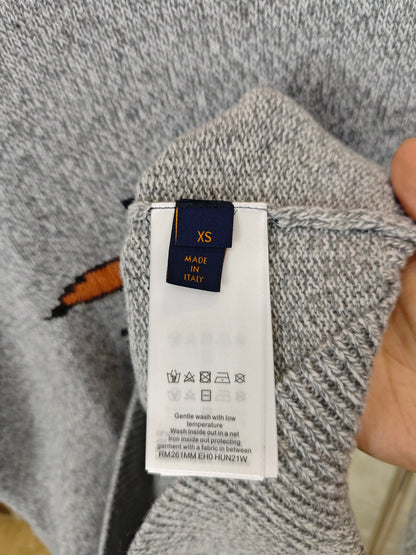 XS
MADE
IN
ITALY
Gentle wash with low
temperature
Wash inside out in a net
Iron inside out protecting
garment with a fabric in between
RM261MM EH0 HUN21W